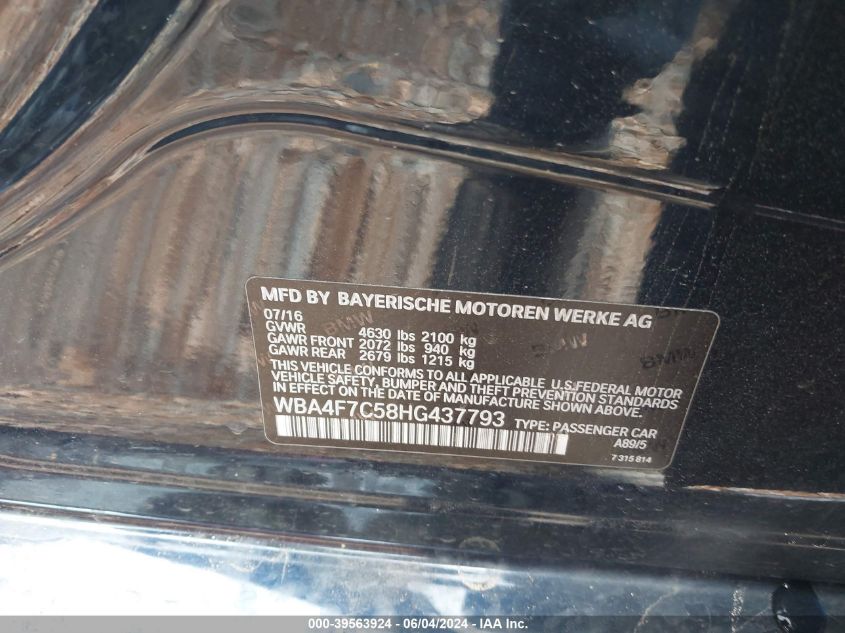 MFD BY BAYERISCHE MOTOREN WERKE AG
07/16
GVWR 4630 lbs 2100 kg
GAWR FRONT 2072 lbs 940 kg
GAWR REAR 2679 lbs 1215 kg
THIS VEHICLE CONFORMS TO ALL APPLICABLE U.S.FEDERAL MOTOR
VEHICLE SAFETY, BUMPER AND THEFT PREVENTION STANDARDS
IN EFFECT ON THE DATE OF MANUFACTURE SHOWN ABOVE.
WBA4F7C58HG437793 TYPE: PASSENGER CAR
A89/5
7 315 814
000-39563924 | 06/04/2024 - IAA Inc.